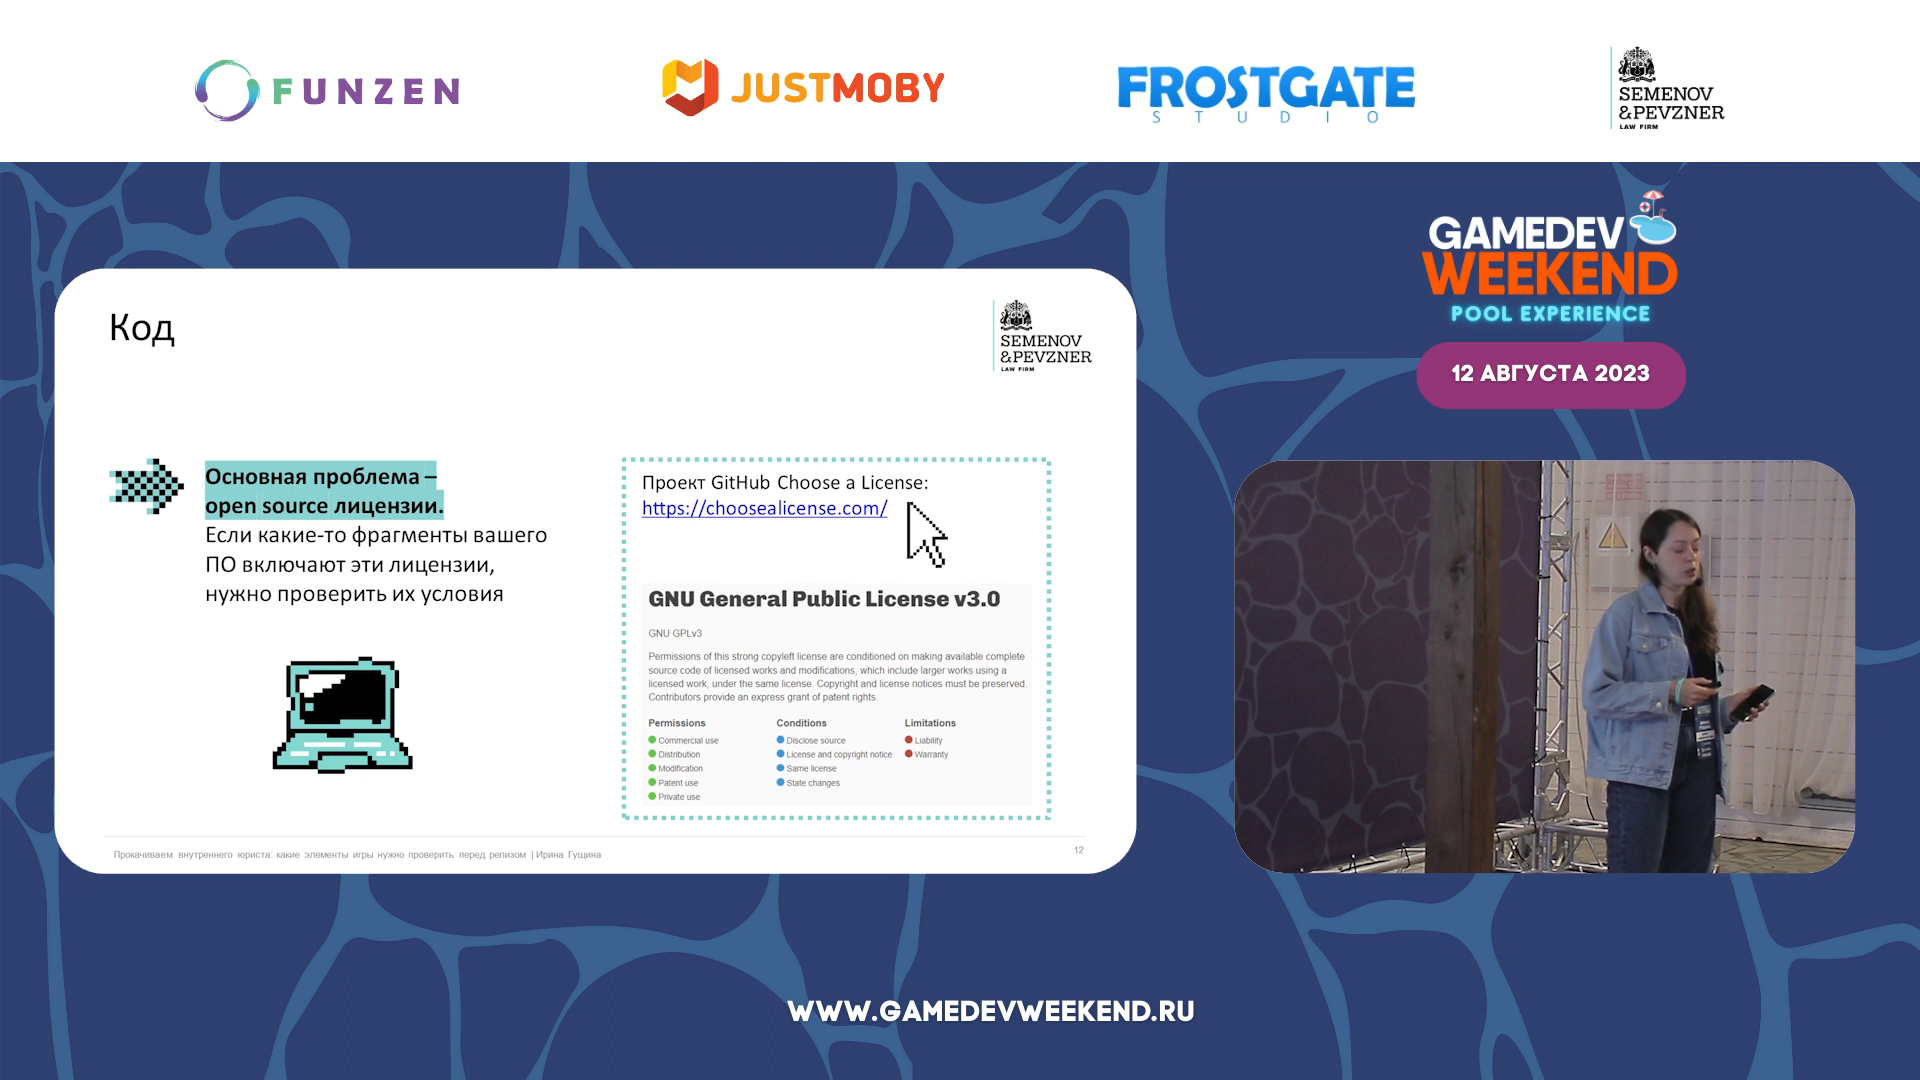 FUNZEN
JUSTMOBY
FROSTGATE
STUDIO
SEMENOV
&PEVZNER
LAW FIRM
GAMEDEV
WEEKEND
POOL EXPERIENCE
12 АВГУСТА 2023
Код
SEMENOV
&PEVZNER
LAW FIRM
Основная проблема –
open source лицензии.
Если какие-то фрагменты вашего
ПО включают эти лицензии,
нужно проверить их условия
Проект GitHub Choose a License:
https://choosealicense.com/
GNU General Public License v3.0
GNU GPLv3
Permissions of this strong copyleft license are conditioned on making available complete
source code of licensed works and modifications, which include larger works using a
licensed work, under the same license. Copyright and license notices must be preserved.
Contributors provide an express grant of patent rights.
Permissions Conditions Limitations
Commercial use Disclose source Liability
Distribution License and copyright notice Warranty
Modification Same license
Patent use State changes
Private use
Прокачиваем внутреннего юриста: какие элементы игры нужно проверить перед релизом | Ирина Гущина
12
WWW.GAMEDEVWEEKEND.RU